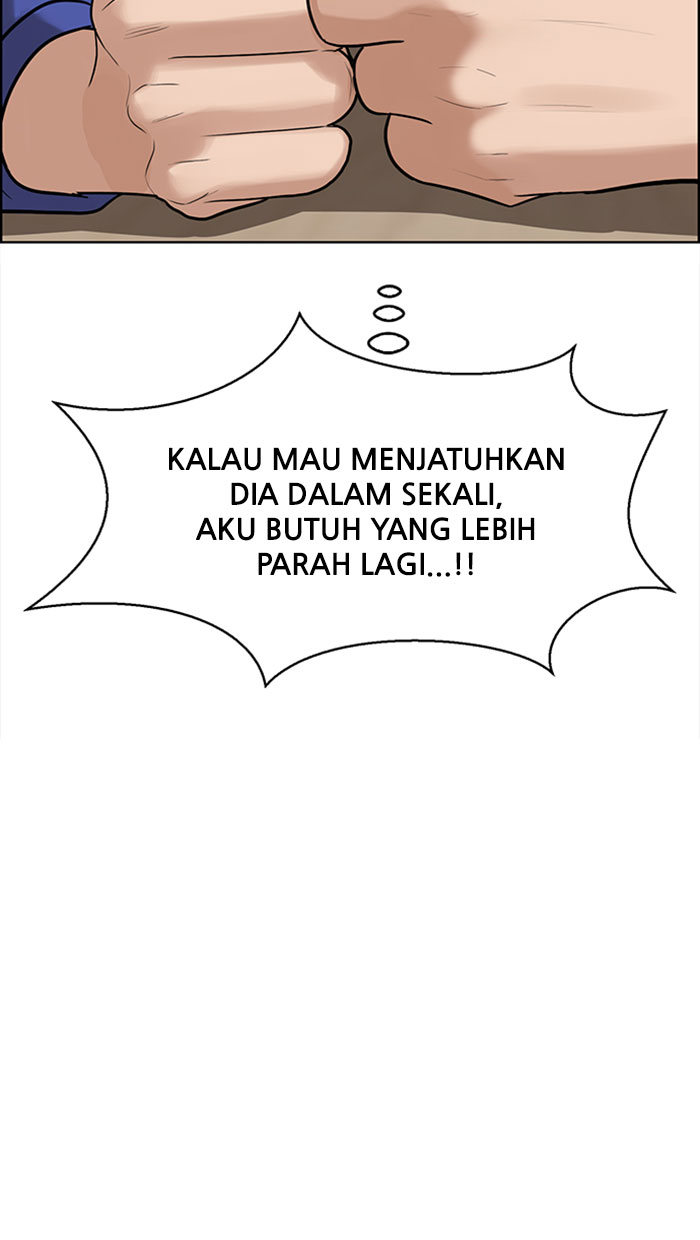 KALAU MAU MENJATUHKAN
DIA DALAM SEKALI,
AKU BUTUH YANG LEBIH
PARAH LAGI...!!